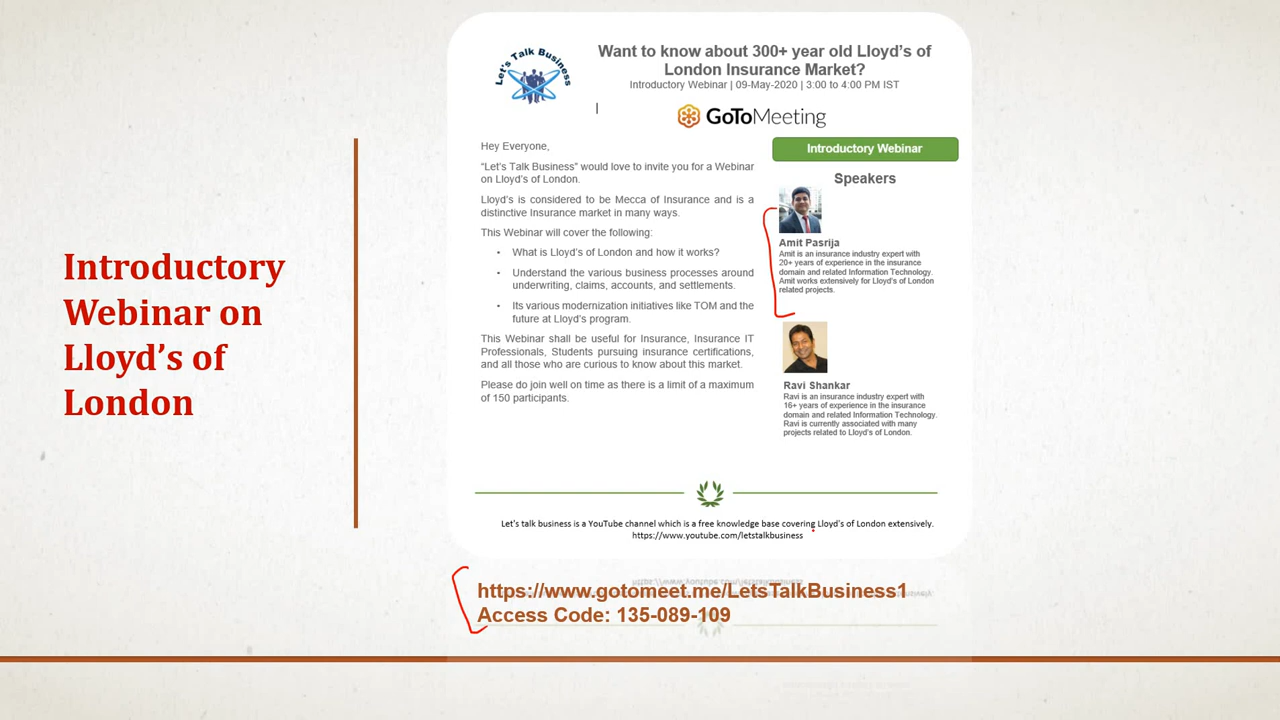 Introductory
Webinar on
Lloyd's of
London
Let's Talk Business
Want to know about 300+ year old Lloyd's of
London Insurance Market?
Introductory Webinar | 09-May-2020 | 3:00 to 4:00 PM IST
GoToMeeting
Hey Everyone,
“Let's Talk Business” would love to invite you for a Webinar
on Lloyd's of London.
Lloyd's is considered to be Mecca of Insurance and is a
distinctive Insurance market in many ways.
This Webinar will cover the following:
• What is Lloyd's of London and how it works?
• Understand the various business processes around
underwriting, claims, accounts, and settlements.
• Its various modernization initiatives like TOM and the
future at Lloyd's program.
This Webinar shall be useful for Insurance, Insurance IT
Professionals, Students pursuing insurance certifications,
and all those who are curious to know about this market.
Please do join well on time as there is a limit of a maximum
of 150 participants.
Introductory Webinar
Speakers
Amit Pasrija
Amit is an insurance industry expert with
20+ years of experience in the insurance
domain and related Information Technology.
Amit works extensively for Lloyd's of London
related projects.
Ravi Shankar
Ravi is an insurance industry expert with
16+ years of experience in the insurance
domain and related Information Technology.
Ravi is currently associated with many
projects related to Lloyd's of London.
Let's talk business is a YouTube channel which is a free knowledge base covering Lloyd's of London extensively.
https://www.youtube.com/letstalkbusiness
https://www.gotomeet.me/LetsTalkBusiness1
Access Code: 135-089-109